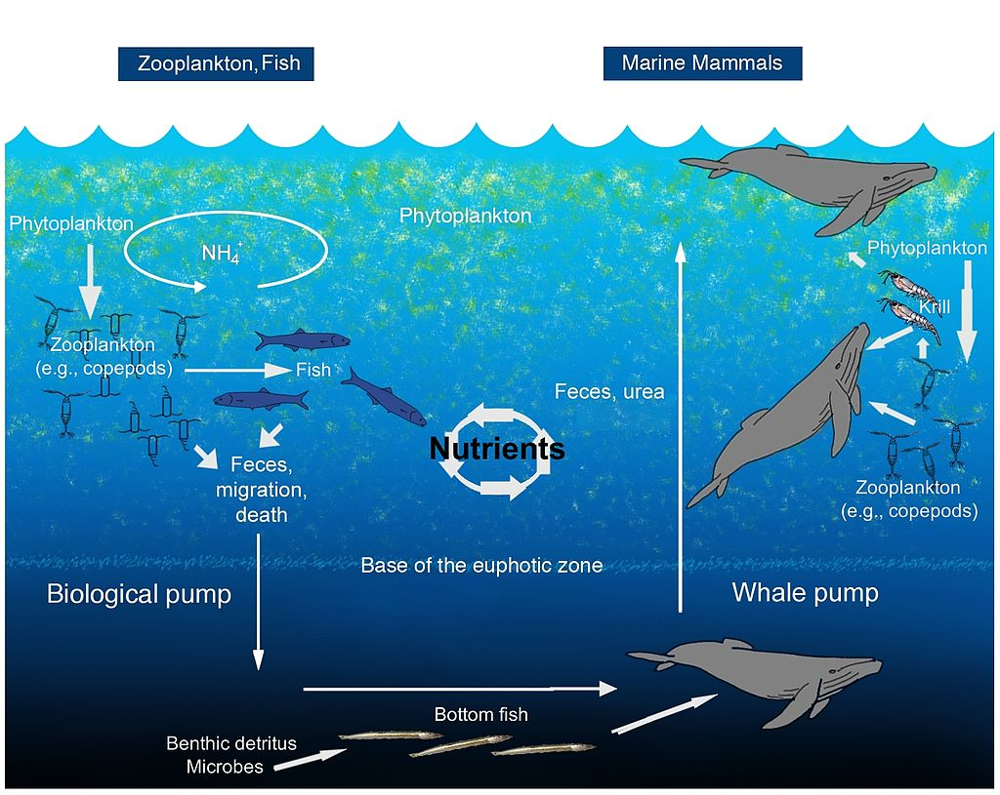 Zooplankton, Fish
Marine Mammals
Phytoplankton
NH4+
Phytoplankton
Phytoplankton
Krill
Zooplankton
(e.g., copepods)
Fish
Feces, urea
Nutrients
Feces,
migration,
death
Zooplankton
(e.g., copepods)
Base of the euphotic zone
Biological pump
Whale pump
Bottom fish
Benthic detritus
Microbes